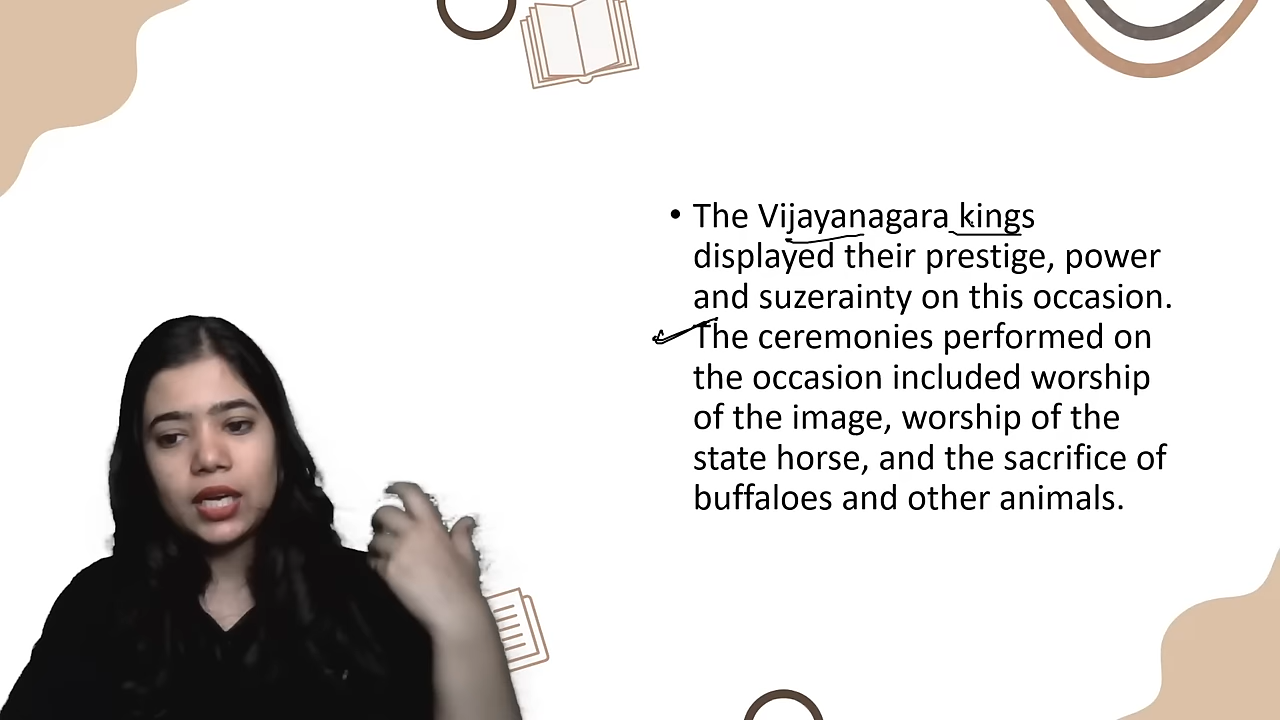 • The Vijayanagara kings
displayed their prestige, power
and suzerainty on this occasion.
The ceremonies performed on
the occasion included worship
of the image, worship of the
state horse, and the sacrifice of
buffaloes and other animals.